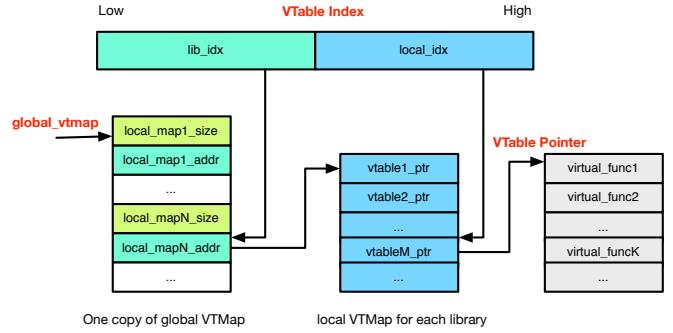 Low
VTable Index
High
lib_idx
local_idx
global_vtmap
local_map1_size
local_map1_addr
...
local_mapN_size
local_mapN_addr
...
vtable1_ptr
vtable2_ptr
...
vtableM_ptr
...
VTable Pointer
virtual_func1
virtual_func2
...
virtual_funcK
...
One copy of global VTMap
local VTMap for each library